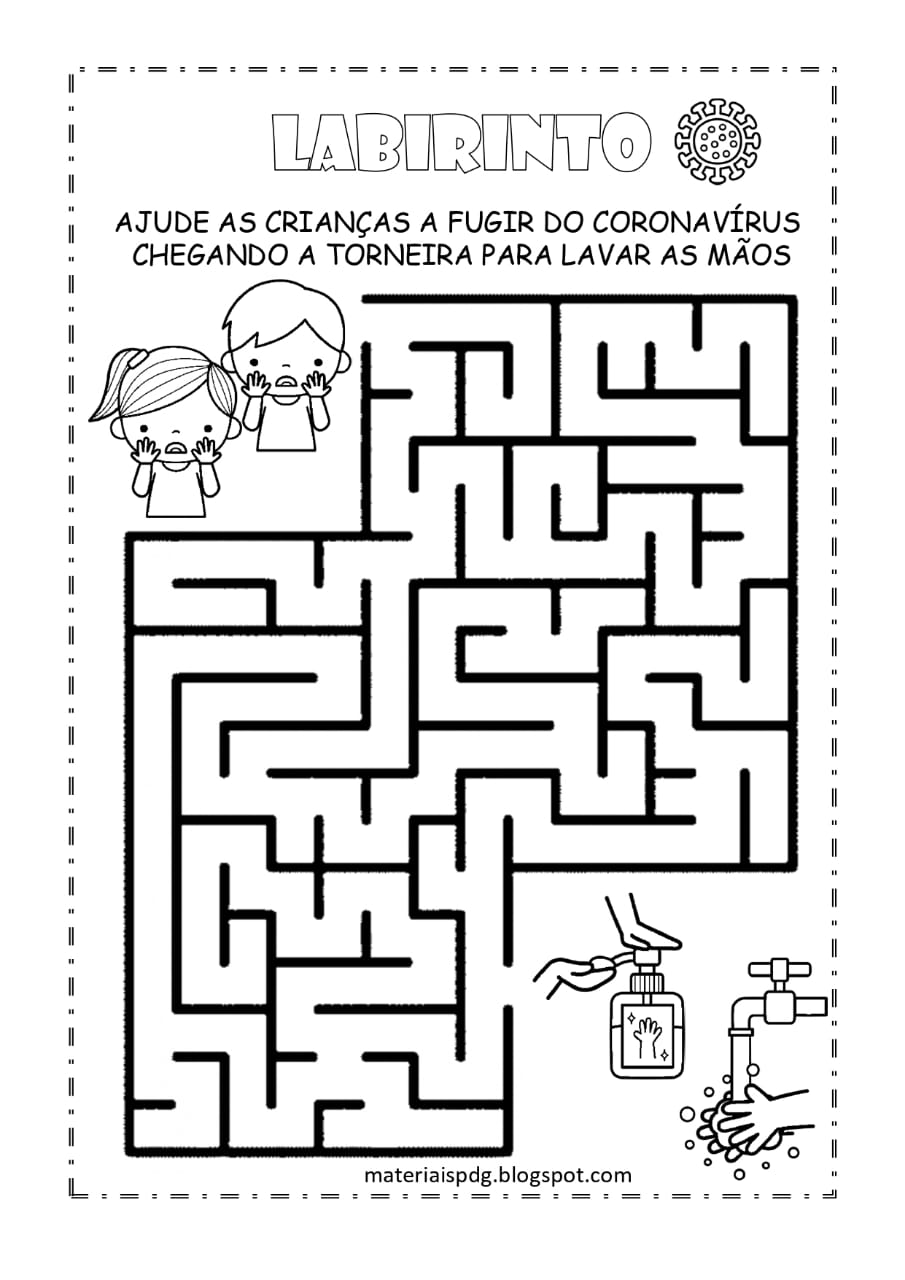 LABIRINTO
AJUDE AS CRIANÇAS A FUGIR DO CORONAVÍRUS
CHEGANDO A TORNEIRA PARA LAVAR AS MÃOS
materiaispdg.blogspot.com